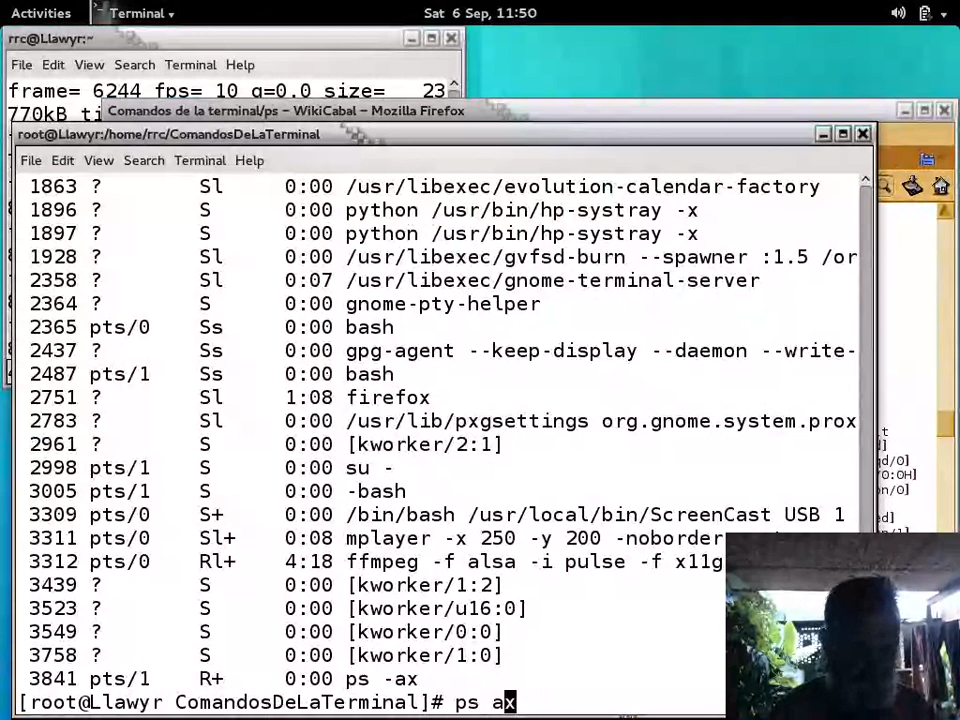 Activities Terminal Sat 6 Sep, 11:50
rrc@Llawyr:~
File Edit View Search Terminal Help
frame= 6244 fps= 10 q=0.0 size= 23
770kB ti
Comandos de la terminal/ps – WikiCabal – Mozilla Firefox
root@Llawyr:/home/rrc/ComandosDeLaTerminal
File Edit View Search Terminal Help
1863 ? Sl 0:00 /usr/libexec/evolution-calendar-factory
1896 ? S 0:00 python /usr/bin/hp-systray -x
1897 ? S 0:00 python /usr/bin/hp-systray -x
1928 ? Sl 0:00 /usr/libexec/gvfsd-burn --spawner :1.5 /or
2358 ? Sl 0:07 /usr/libexec/gnome-terminal-server
2364 ? S 0:00 gnome-pty-helper
2365 pts/0 Ss 0:00 bash
2437 ? Ss 0:00 gpg-agent --keep-display --daemon --write-
2487 pts/1 Ss 0:00 bash
2751 ? Sl 1:08 firefox
2783 ? Sl 0:00 /usr/lib/pxgsettings org.gnome.system.prox
2961 ? S 0:00 [kworker/2:1]
2998 pts/1 S 0:00 su -
3005 pts/1 S 0:00 -bash
3309 pts/0 S+ 0:00 /bin/bash /usr/local/bin/ScreenCast USB 1
3311 pts/0 Sl+ 0:08 mplayer -x 250 -y 200 -noborder
3312 pts/0 Rl+ 4:18 ffmpeg -f alsa -i pulse -f x11g
3439 ? S 0:00 [kworker/1:2]
3523 ? S 0:00 [kworker/u16:0]
3549 ? S 0:00 [kworker/0:0]
3758 ? S 0:00 [kworker/1:0]
3841 pts/1 R+ 0:00 ps -ax
[root@Llawyr ComandosDeLaTerminal]# ps ax